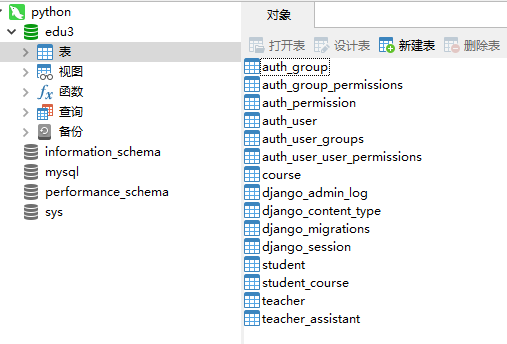 python
edu3
表
视图
函数
查询
备份
information_schema
mysql
performance_schema
sys
对象
打开表 设计表 新建表 删除表
auth_group
auth_group_permissions
auth_permission
auth_user
auth_user_groups
auth_user_user_permissions
course
django_admin_log
django_content_type
django_migrations
django_session
student
student_course
teacher
teacher_assistant